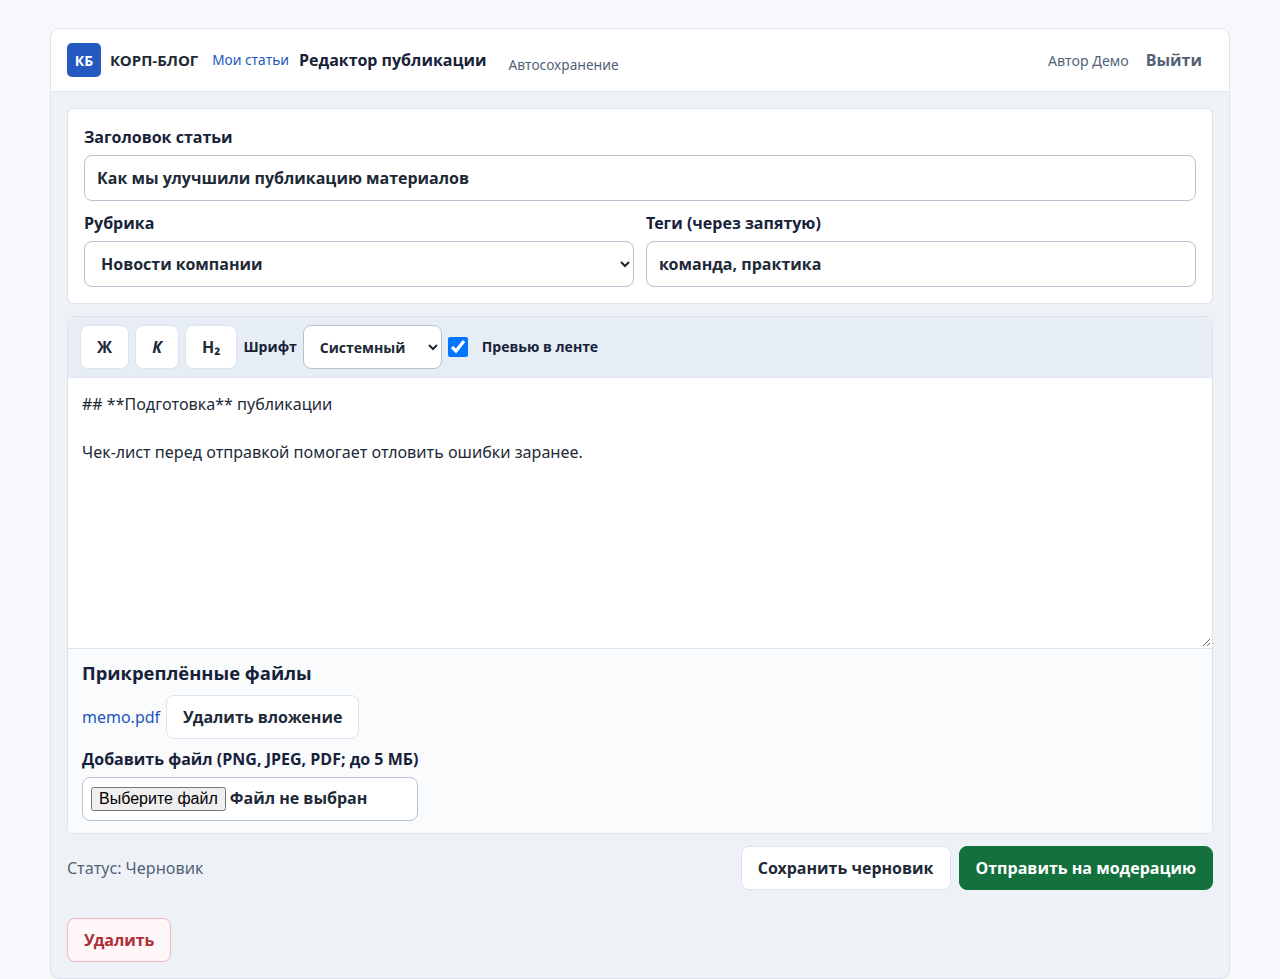 КБ КОРП-БЛОГ Мои статьи Редактор публикации Автосохранение Автор Демо Выйти
Заголовок статьи
Как мы улучшили публикацию материалов
Рубрика Теги (через запятую)
Новости компании команда, практика
Ж К H₂ Шрифт Системный Превью в ленте
## **Подготовка** публикации
Чек-лист перед отправкой помогает отловить ошибки заранее.
Прикреплённые файлы
memo.pdf Удалить вложение
Добавить файл (PNG, JPEG, PDF; до 5 МБ)
Выберите файл Файл не выбран
Статус: Черновик Сохранить черновик Отправить на модерацию
Удалить